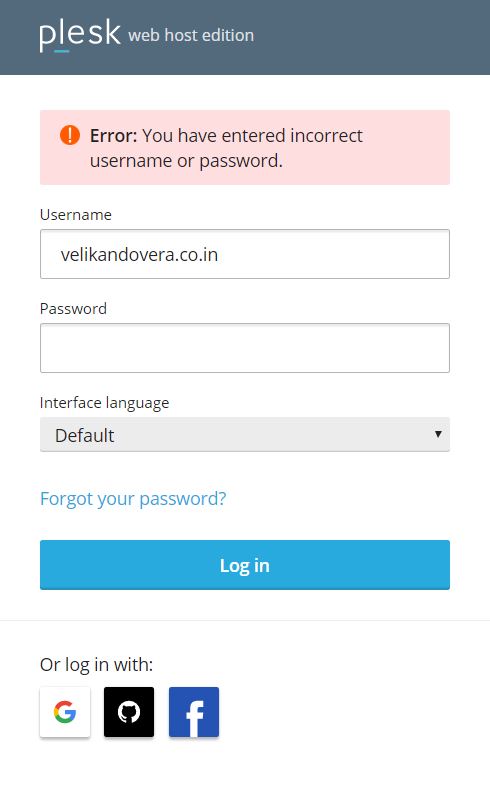 plesk web host edition
Error: You have entered incorrect
username or password.
Username
velikandovera.co.in
Password
Interface language
Default
Forgot your password?
Log in
Or log in with: